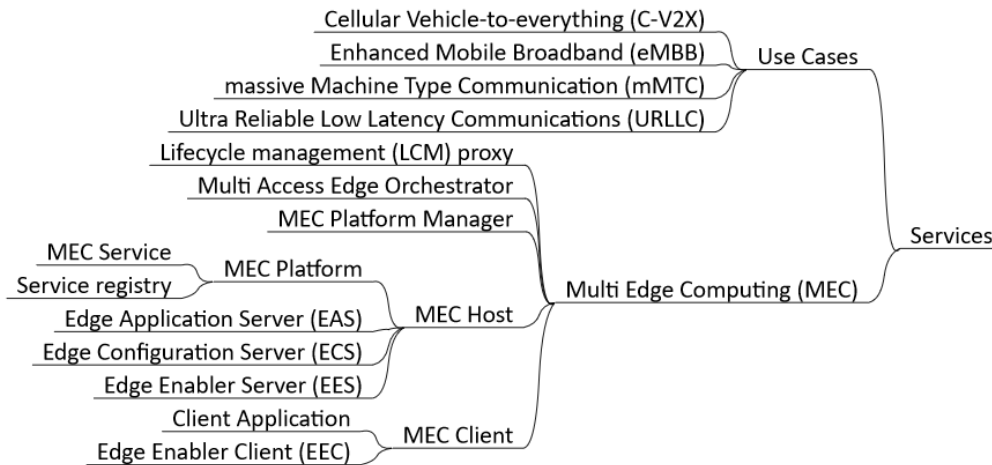 Cellular Vehicle-to-everything (C-V2X)
Enhanced Mobile Broadband (eMBB)
Use Cases
massive Machine Type Communication (mMTC)
Ultra Reliable Low Latency Communications (URLLC)
Lifecycle management (LCM) proxy
Multi Access Edge Orchestrator
MEC Platform Manager
Services
MEC Service
MEC Platform
Service registry
Multi Edge Computing (MEC)
MEC Host
Edge Application Server (EAS)
Edge Configuration Server (ECS)
Edge Enabler Server (EES)
Client Application
MEC Client
Edge Enabler Client (EEC)